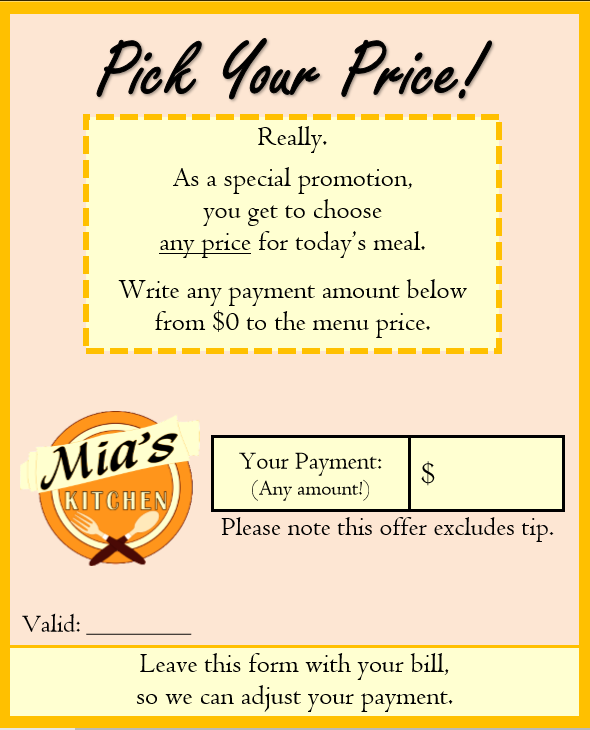 Pick Your Price!
Really.
As a special promotion,
you get to choose
any price for today's meal.
Write any payment amount below
from $0 to the menu price.
Mia's
KITCHEN
Your Payment:
(Any amount!)
$
Please note this offer excludes tip.
Valid: ________
Leave this form with your bill,
so we can adjust your payment.